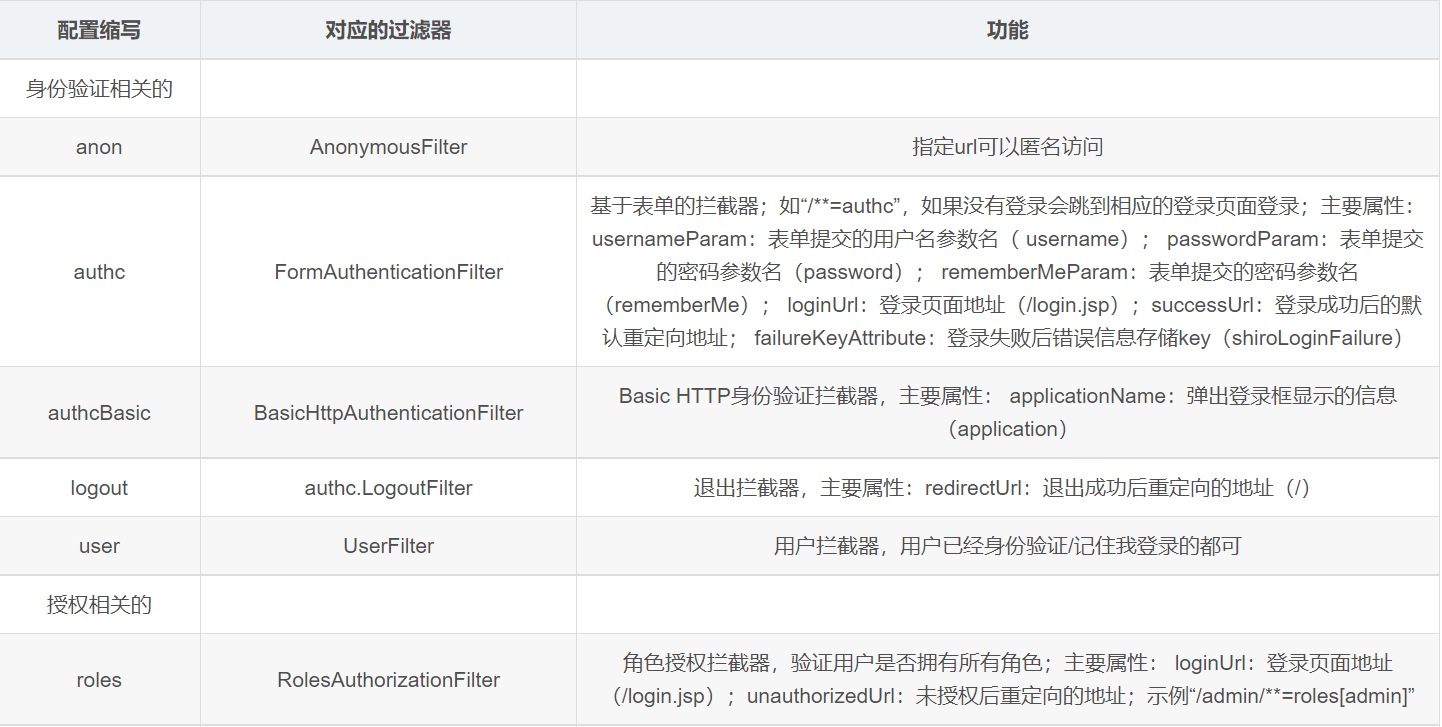 配置缩写 对应的过滤器 功能
身份验证相关的
anon AnonymousFilter 指定url可以匿名访问
基于表单的拦截器；如“/**=authc”，如果没有登录会跳到相应的登录页面登录；主要属性：
usernameParam：表单提交的用户名参数名（ username）； passwordParam：表单提交
authc FormAuthenticationFilter 的密码参数名（password）； rememberMeParam：表单提交的密码参数名
（rememberMe）； loginUrl：登录页面地址（/login.jsp）；successUrl：登录成功后的默
认重定向地址； failureKeyAttribute：登录失败后错误信息存储key（shiroLoginFailure）
authcBasic BasicHttpAuthenticationFilter Basic HTTP身份验证拦截器，主要属性： applicationName：弹出登录框显示的信息
（application）
logout authc.LogoutFilter 退出拦截器，主要属性：redirectUrl：退出成功后重定向的地址（/）
user UserFilter 用户拦截器，用户已经身份验证/记住我登录的都可
授权相关的
roles RolesAuthorizationFilter 角色授权拦截器，验证用户是否拥有所有角色；主要属性： loginUrl：登录页面地址
（/login.jsp）；unauthorizedUrl：未授权后重定向的地址；示例“/admin/**=roles[admin]”